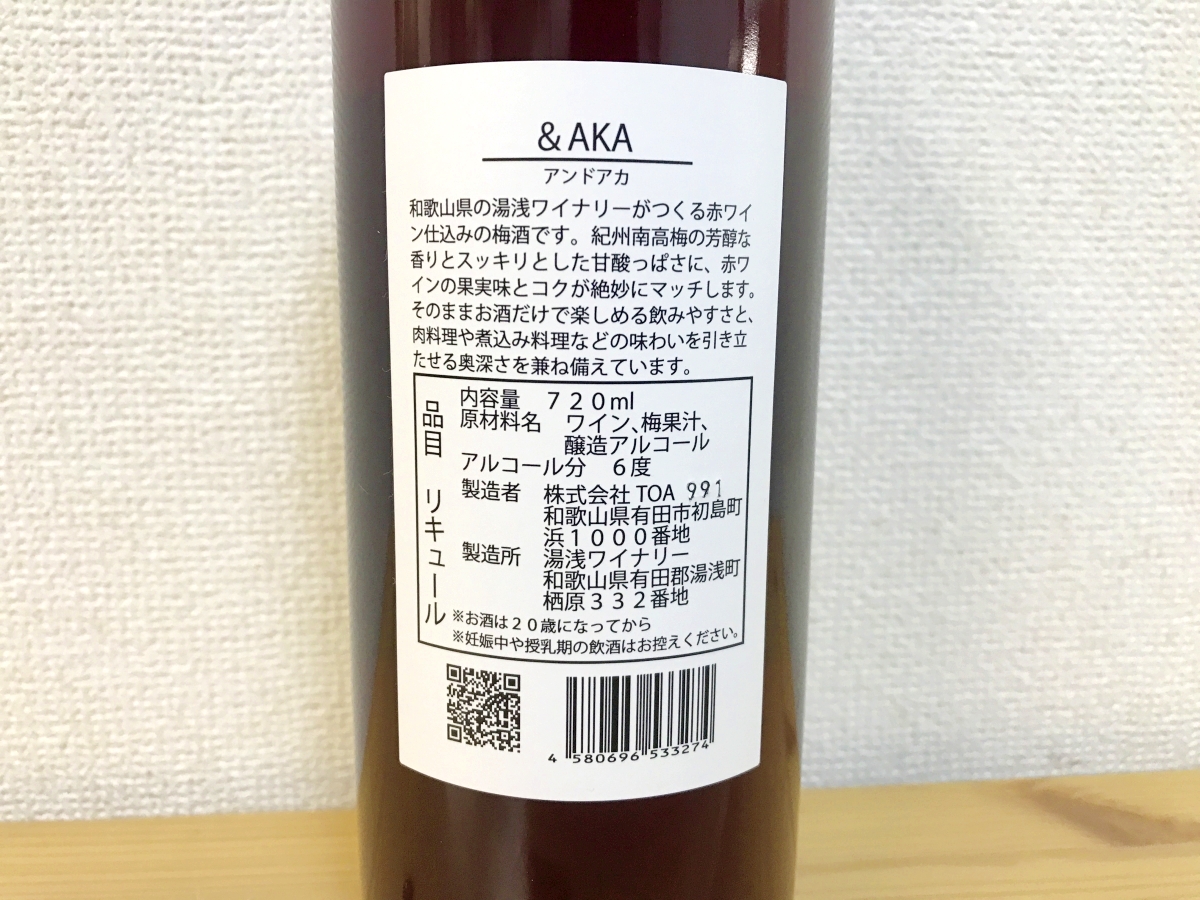 & AKA
アンドアカ
和歌山県の湯浅ワイナリーがつくる赤ワイ
ン仕込みの梅酒です。紀州南高梅の芳醇な
香りとスッキリとした甘酸っぱさに、赤ワ
インの果実味とコクが絶妙にマッチします。
そのままお酒だけで楽しめる飲みやすさと、
肉料理や煮込み料理などの味わいを引き立
たせる奥深さを兼ね備えています。
品目 リキュール
内容量 720ml
原材料名 ワイン、梅果汁、
醸造アルコール
アルコール分 6度
製造者 株式会社 TOA 991
和歌山県有田市初島町
浜1000番地
製造所 湯浅ワイナリー
和歌山県有田郡湯浅町
栖原332番地
※お酒は20歳になってから
※妊娠中や授乳期の飲酒はお控えください。
4 580696 533274